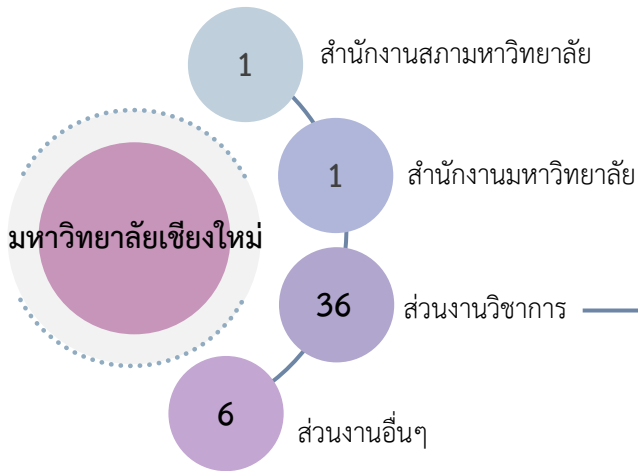 1
สำนักงานสภามหาวิทยาลัย
1
สำนักงานมหาวิทยาลัย
มหาวิทยาลัยเชียงใหม่
36
ส่วนงานวิชาการ
6
ส่วนงานอื่นๆ